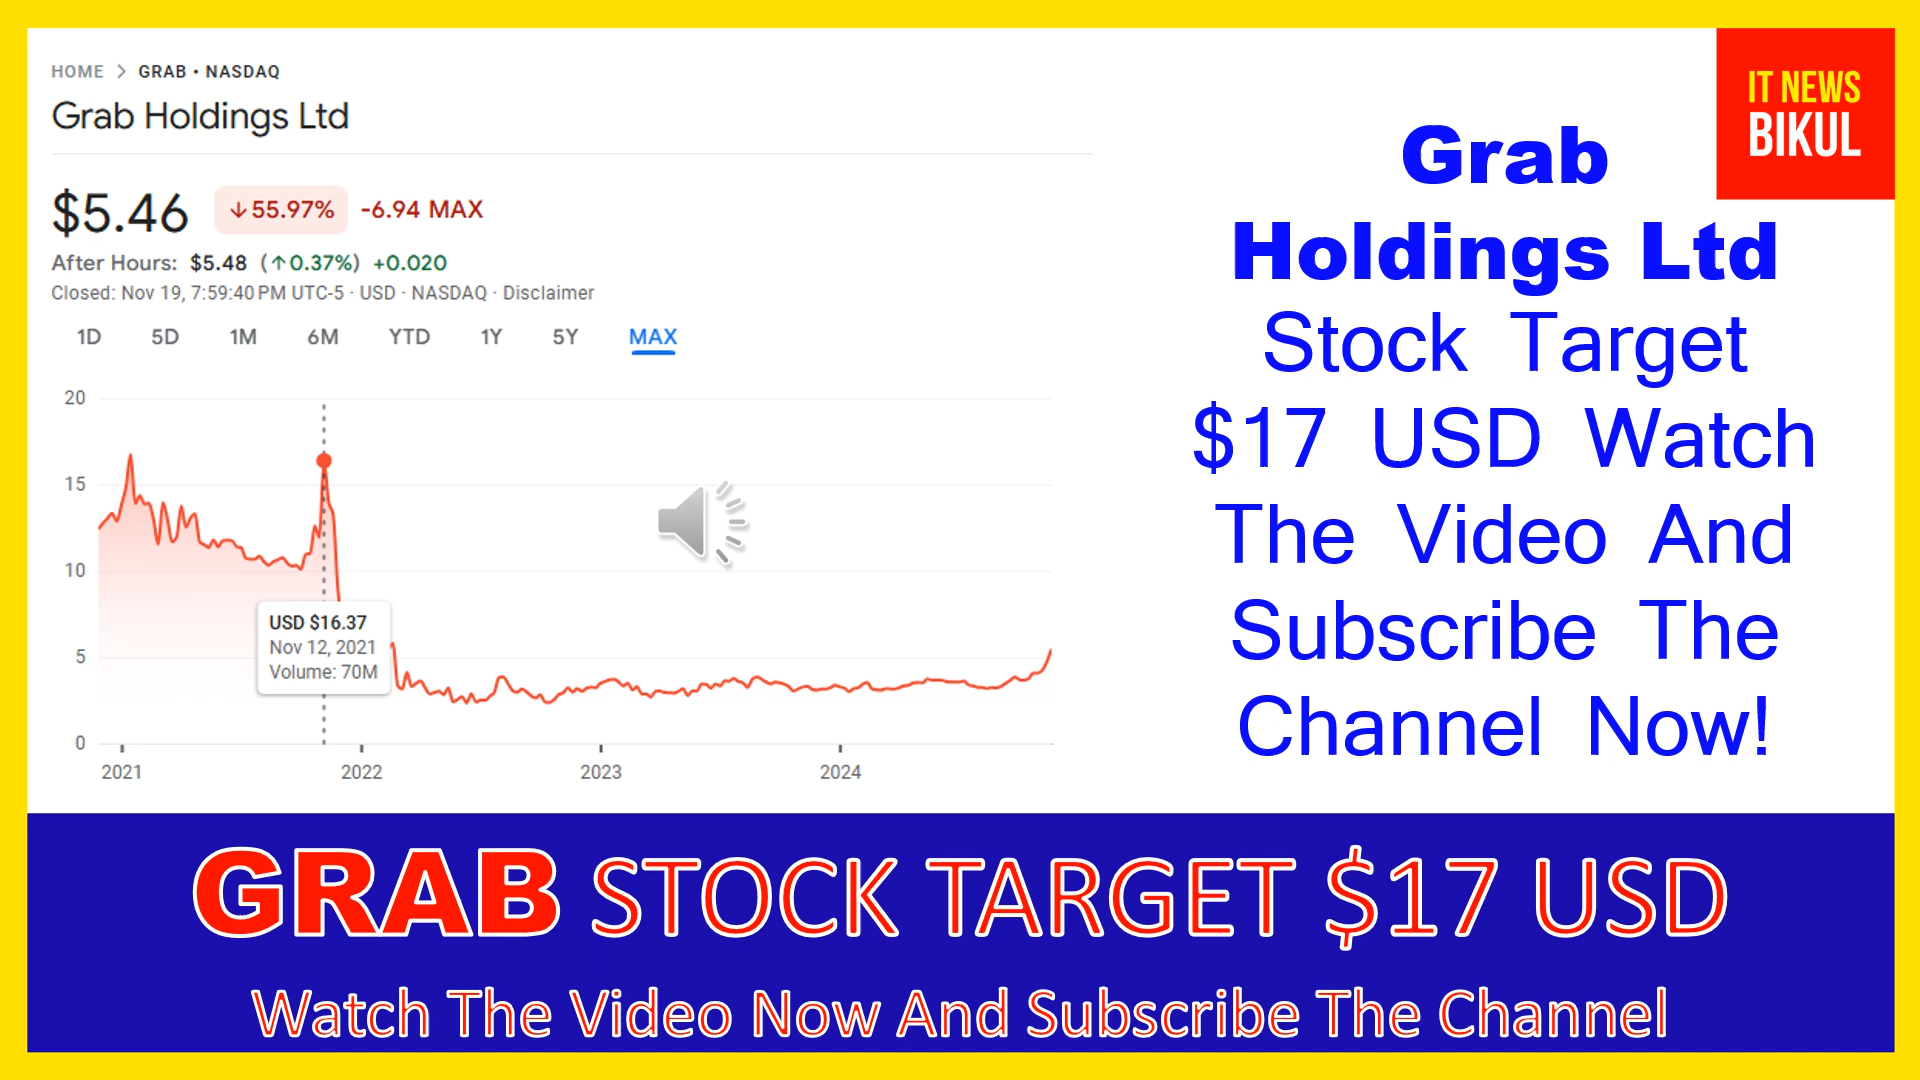 HOME > GRAB • NASDAQ
Grab Holdings Ltd
$5.46 ↓55.97% -6.94 MAX
After Hours: $5.48 (↑0.37%) +0.020
Closed: Nov 19, 7:59:40 PM UTC-5 · USD · NASDAQ · Disclaimer
1D 5D 1M 6M YTD 1Y 5Y MAX
20
15
10
5
0
USD $16.37
Nov 12, 2021
Volume: 70M
2021 2022 2023 2024
IT NEWS
BIKUL
Grab
Holdings Ltd
Stock Target
$17 USD Watch
The Video And
Subscribe The
Channel Now!
GRAB STOCK TARGET $17 USD
Watch The Video Now And Subscribe The Channel